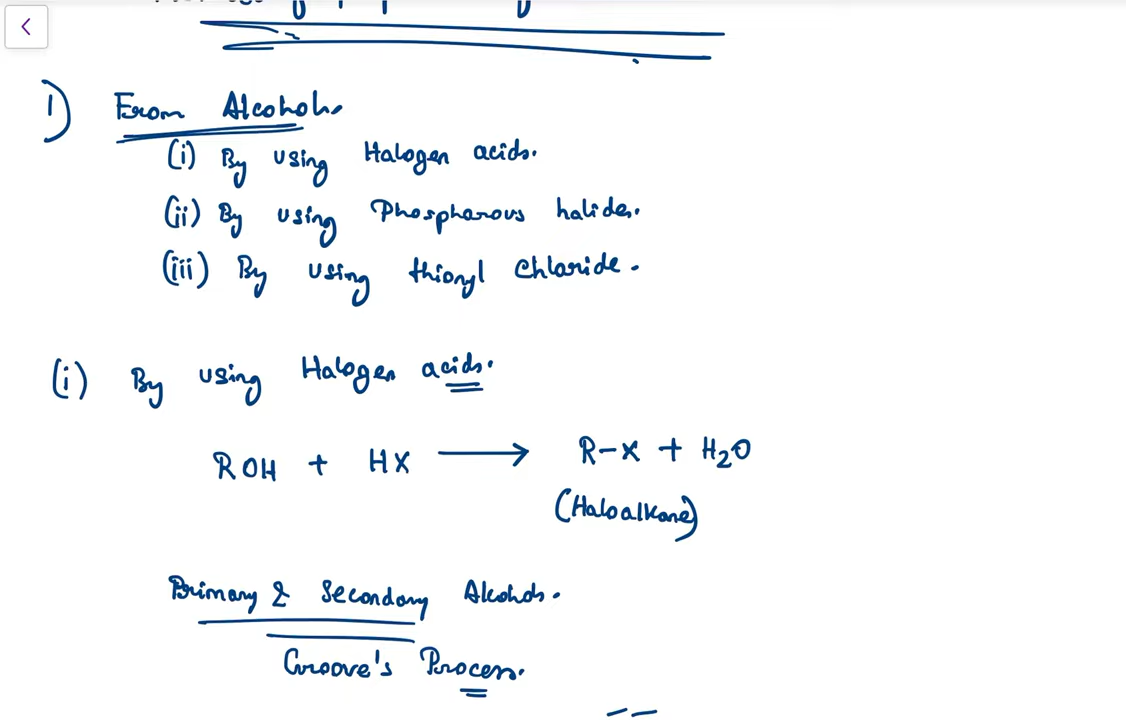 1) From Alcohols
(i) By using Halogen acids.
(ii) By using Phosphorous halides.
(iii) By using thionyl chloride.
(i) By using Halogen acids.
ROH + HX ⟶ R-X + H₂O
(Haloalkane)
Primary & Secondary Alcohols.
Groove's Process.